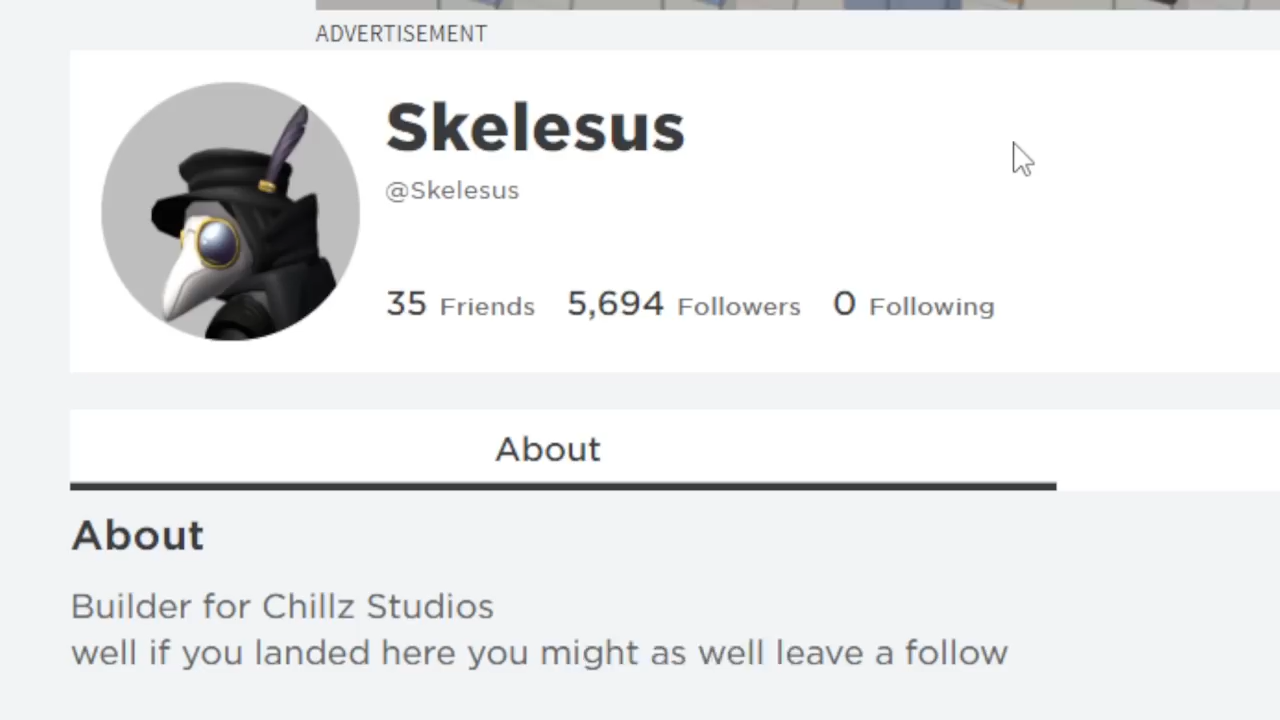 ADVERTISEMENT
Skelesus
@Skelesus
35 Friends 5,694 Followers 0 Following
About
About
Builder for Chillz Studios
well if you landed here you might as well leave a follow